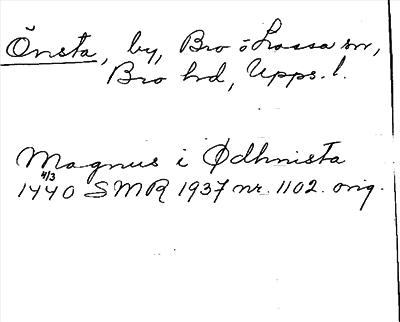 Önsta, by, Bro o Lossa sn,
Bro hd, Upps. l.
Magnus i Ødhnista
1440 4/3 SMR 1937 nr. 1102. orig.